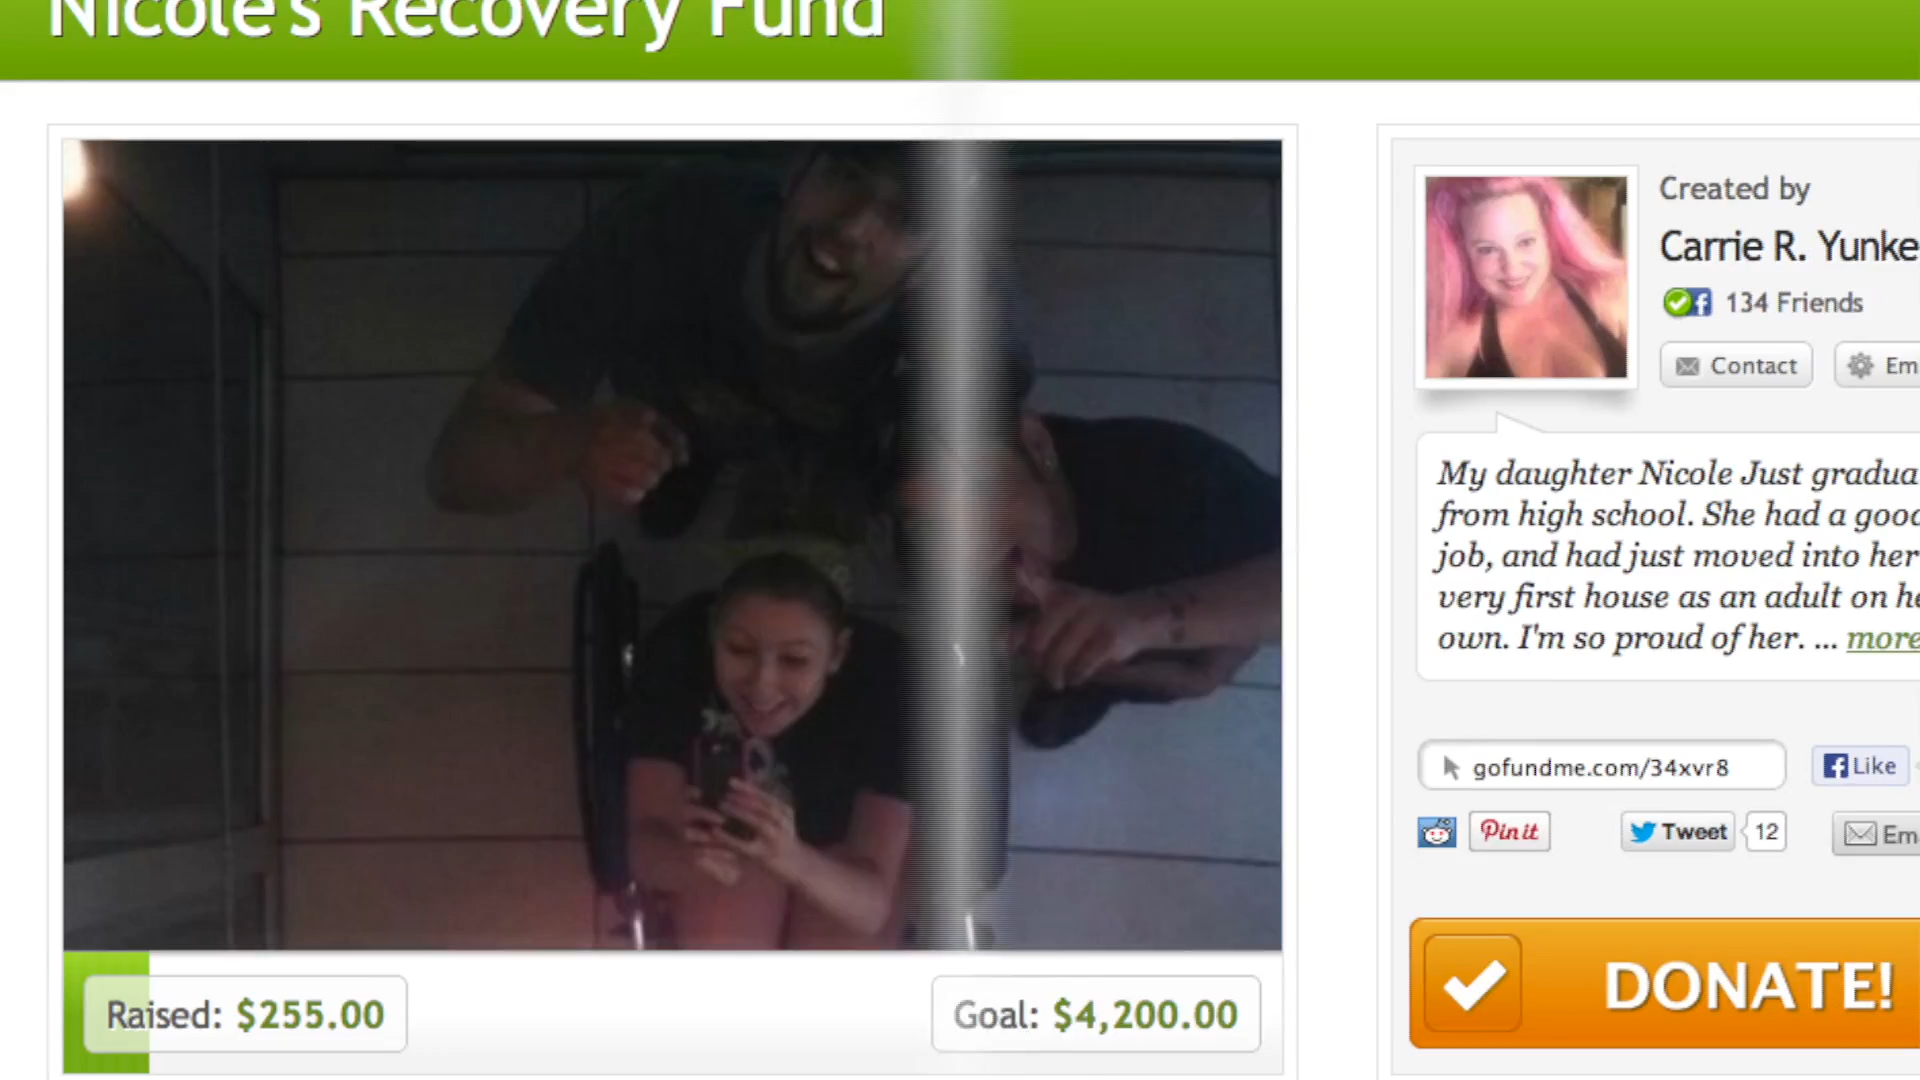 Nicole's Recovery Fund
Created by
Carrie R. Yunke
134 Friends
Contact
Em
My daughter Nicole Just gradua
from high school. She had a good
job, and had just moved into her
very first house as an adult on he
own. I'm so proud of her. ... more
gofundme.com/34xvr8
Like
Pin it
Tweet
12
Ema
DONATE!
Raised: $255.00
Goal: $4,200.00